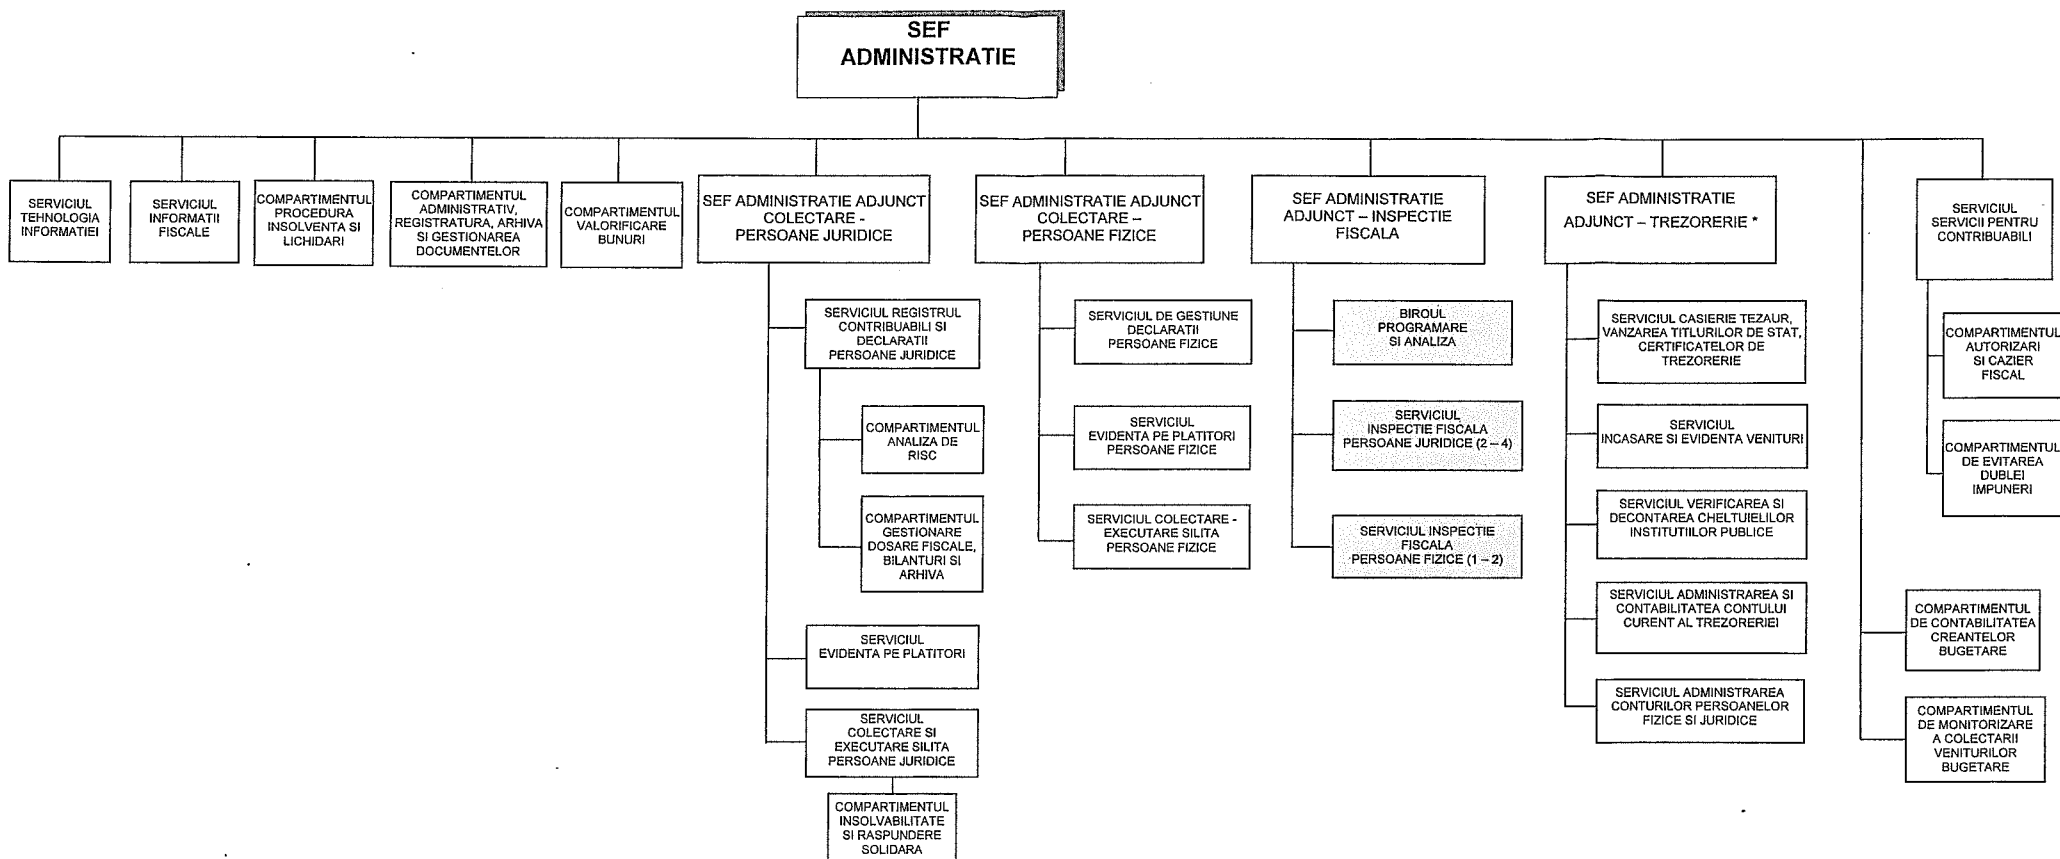 SEF
ADMINISTRATIE
SERVICIUL
TEHNOLOGIA
INFORMATIEI
SERVICIUL
INFORMATII
FISCALE
COMPARTIMENTUL
PROCEDURA
INSOLVENTA SI
LICHIDARI
COMPARTIMENTUL
ADMINISTRATIV,
REGISTRATURA, ARHIVA
SI GESTIONAREA
DOCUMENTELOR
COMPARTIMENTUL
VALORIFICARE
BUNURI
SEF ADMINISTRATIE ADJUNCT
COLECTARE -
PERSOANE JURIDICE
SEF ADMINISTRATIE ADJUNCT
COLECTARE –
PERSOANE FIZICE
SEF ADMINISTRATIE
ADJUNCT – INSPECTIE
FISCALA
SEF ADMINISTRATIE
ADJUNCT – TREZORERIE *
SERVICIUL
SERVICII PENTRU
CONTRIBUABILI
SERVICIUL REGISTRUL
CONTRIBUABILI SI
DECLARATII
PERSOANE JURIDICE
COMPARTIMENTUL
ANALIZA DE
RISC
COMPARTIMENTUL
GESTIONARE
DOSARE FISCALE,
BILANTURI SI
ARHIVA
SERVICIUL
EVIDENTA PE PLATITORI
SERVICIUL
COLECTARE SI
EXECUTARE SILITA
PERSOANE JURIDICE
COMPARTIMENTUL
INSOLVABILITATE
SI RASPUNDERE
SOLIDARA
SERVICIUL DE GESTIUNE
DECLARATII
PERSOANE FIZICE
SERVICIUL
EVIDENTA PE PLATITORI
PERSOANE FIZICE
SERVICIUL COLECTARE -
EXECUTARE SILITA
PERSOANE FIZICE
BIROUL
PROGRAMARE
SI ANALIZA
SERVICIUL
INSPECTIE FISCALA
PERSOANE JURIDICE (2 – 4)
SERVICIUL INSPECTIE
FISCALA
PERSOANE FIZICE (1 – 2)
SERVICIUL CASIERIE TEZAUR,
VANZAREA TITLURILOR DE STAT,
CERTIFICATELOR DE
TREZORERIE
SERVICIUL
INCASARE SI EVIDENTA VENITURI
SERVICIUL VERIFICAREA SI
DECONTAREA CHELTUIELILOR
INSTITUTIILOR PUBLICE
SERVICIUL ADMINISTRAREA SI
CONTABILITATEA CONTULUI
CURENT AL TREZORERIEI
SERVICIUL ADMINISTRAREA
CONTURILOR PERSOANELOR
FIZICE SI JURIDICE
COMPARTIMENTUL
AUTORIZARI
SI CAZIER
FISCAL
COMPARTIMENTUL
DE EVITAREA
DUBLEI
IMPUNERI
COMPARTIMENTUL
DE CONTABILITATEA
CREANTELOR
BUGETARE
COMPARTIMENTUL
DE MONITORIZARE
A COLECTARII
VENITURILOR
BUGETARE